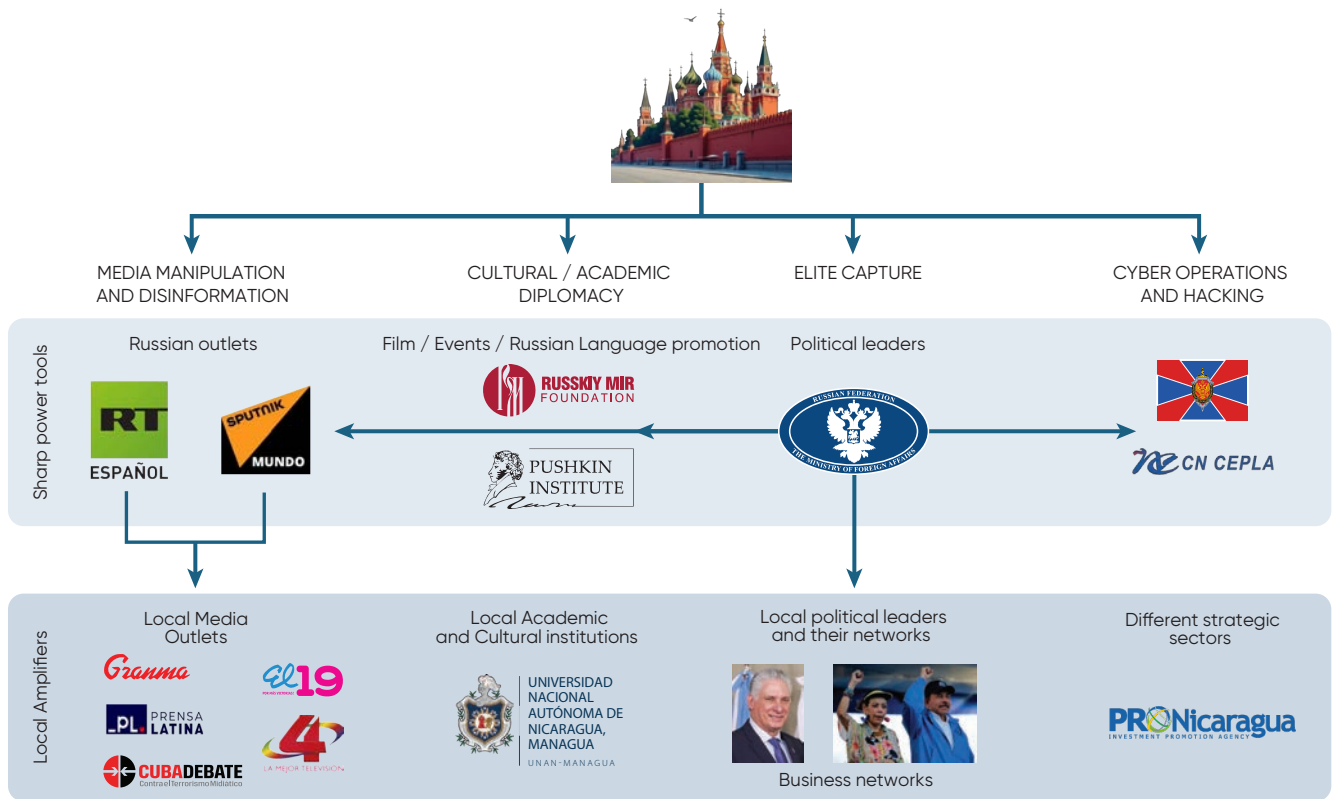 MEDIA MANIPULATION
AND DISINFORMATION
CULTURAL / ACADEMIC
DIPLOMACY
ELITE CAPTURE
CYBER OPERATIONS
AND HACKING
Sharp power tools
Russian outlets
RT
ESPAÑOL
SPUTNIK
MUNDO
Film / Events / Russian Language promotion
RUSSKIY MIR
FOUNDATION
PUSHKIN
INSTITUTE
Political leaders
RUSSIAN FEDERATION
THE MINISTRY OF FOREIGN AFFAIRS
CN CEPLA
Local Amplifiers
Local Media
Outlets
Granma
El 19
PL
PRENSA
LATINA
4
LA MEJOR TELEVISION
CUBADEBATE
Contra el Terrorismo Mediático
Local Academic
and Cultural institutions
UNIVERSIDAD
NACIONAL
AUTÓNOMA DE
NICARAGUA,
MANAGUA
UNAN-MANAGUA
Local political leaders
and their networks
Business networks
Different strategic
sectors
PRONicaragua
INVESTMENT PROMOTION AGENCY